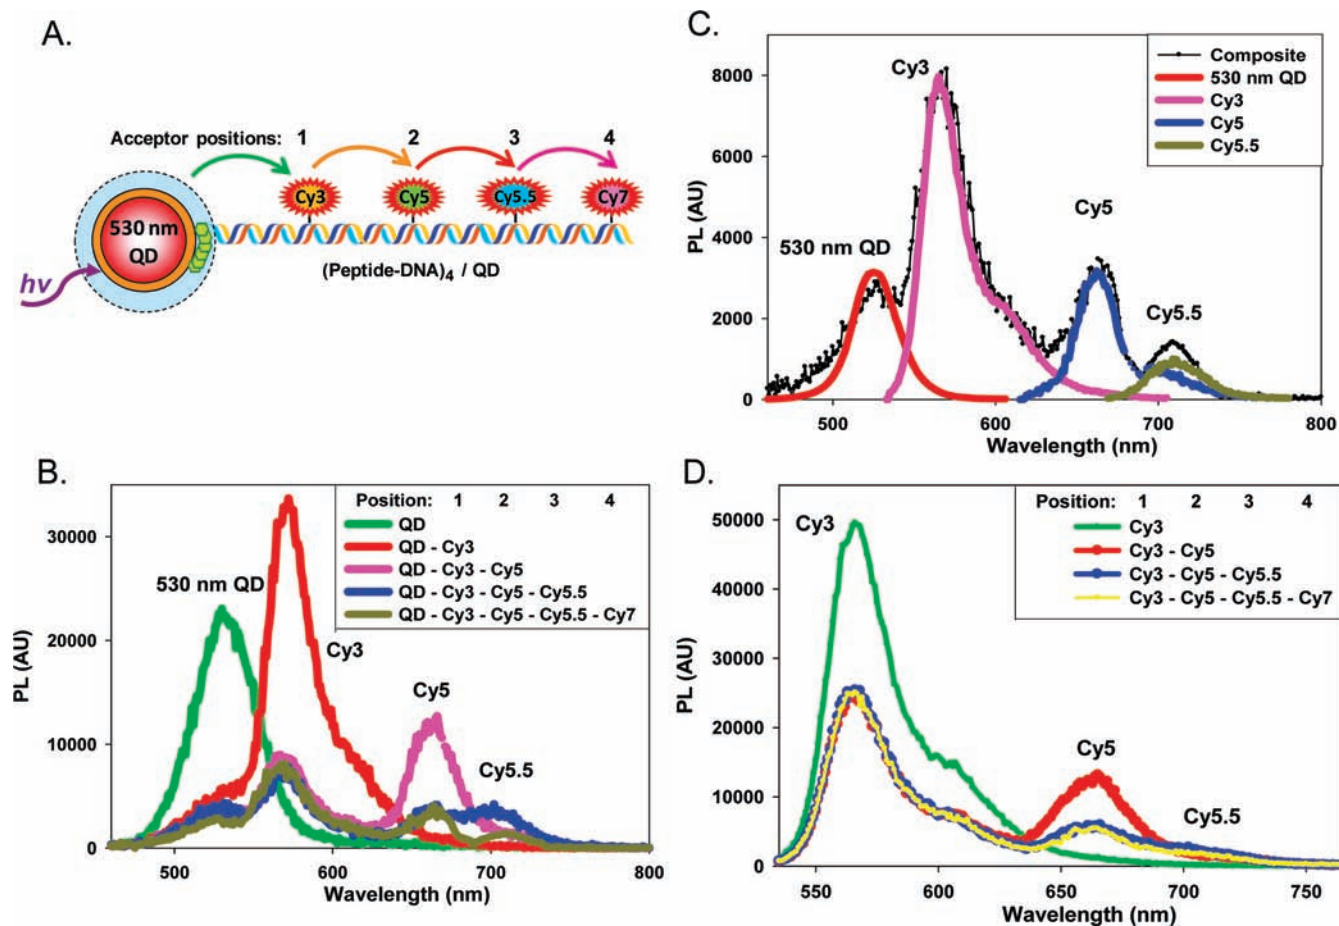 A.
Acceptor positions: 1 2 3 4
Cy3 Cy5 Cy5.5 Cy7
530 nm
QD
hν
(Peptide-DNA)4 / QD
C.
Composite
530 nm QD
Cy3
Cy5
Cy5.5
Cy3
Cy5
530 nm QD
Cy5.5
PL (AU)
8000
6000
4000
2000
0
500 600 700 800
Wavelength (nm)
B.
Position: 1 2 3 4
QD
QD - Cy3
QD - Cy3 - Cy5
QD - Cy3 - Cy5 - Cy5.5
QD - Cy3 - Cy5 - Cy5.5 - Cy7
530 nm QD
Cy3
Cy5
Cy5.5
PL (AU)
30000
20000
10000
0
500 600 700 800
Wavelength (nm)
D.
Position: 1 2 3 4
Cy3
Cy3 - Cy5
Cy3 - Cy5 - Cy5.5
Cy3 - Cy5 - Cy5.5 - Cy7
Cy3
Cy5
Cy5.5
PL (AU)
50000
40000
30000
20000
10000
0
550 600 650 700 750
Wavelength (nm)